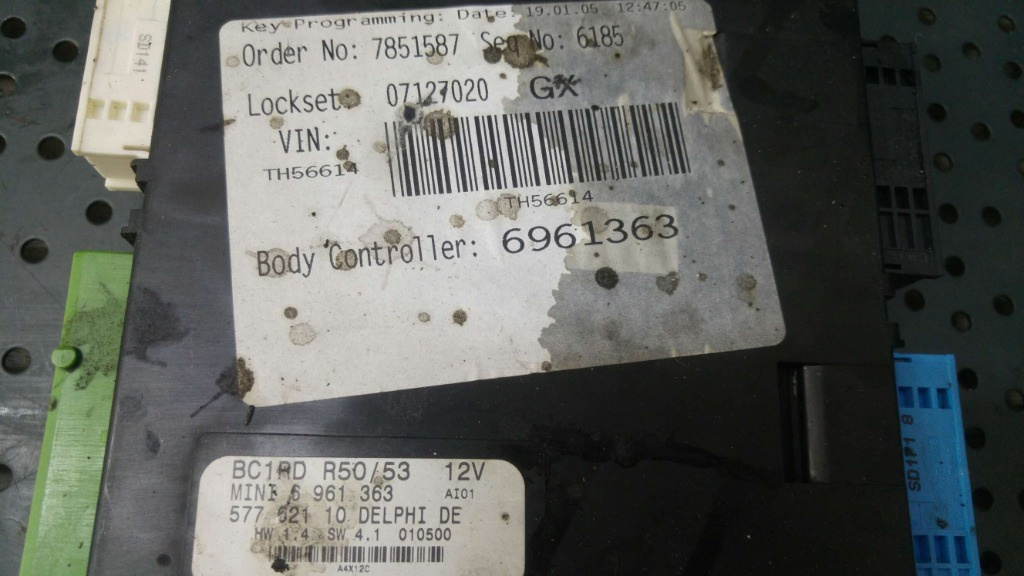 Key Programming: Date: 19.01.05 12:47:05
Order No: 7851587 Seq No: 6185
Lockset: 07127020 GX
VIN:
TH56614
TH56614
Body Controller: 6961363
BC1RD R50/53 12V
MINI 6 961 363 AI01
577 521 10 DELPHI DE
HW 1.4 SW 4.1 010500
A4X12C
SD141
SD171 8